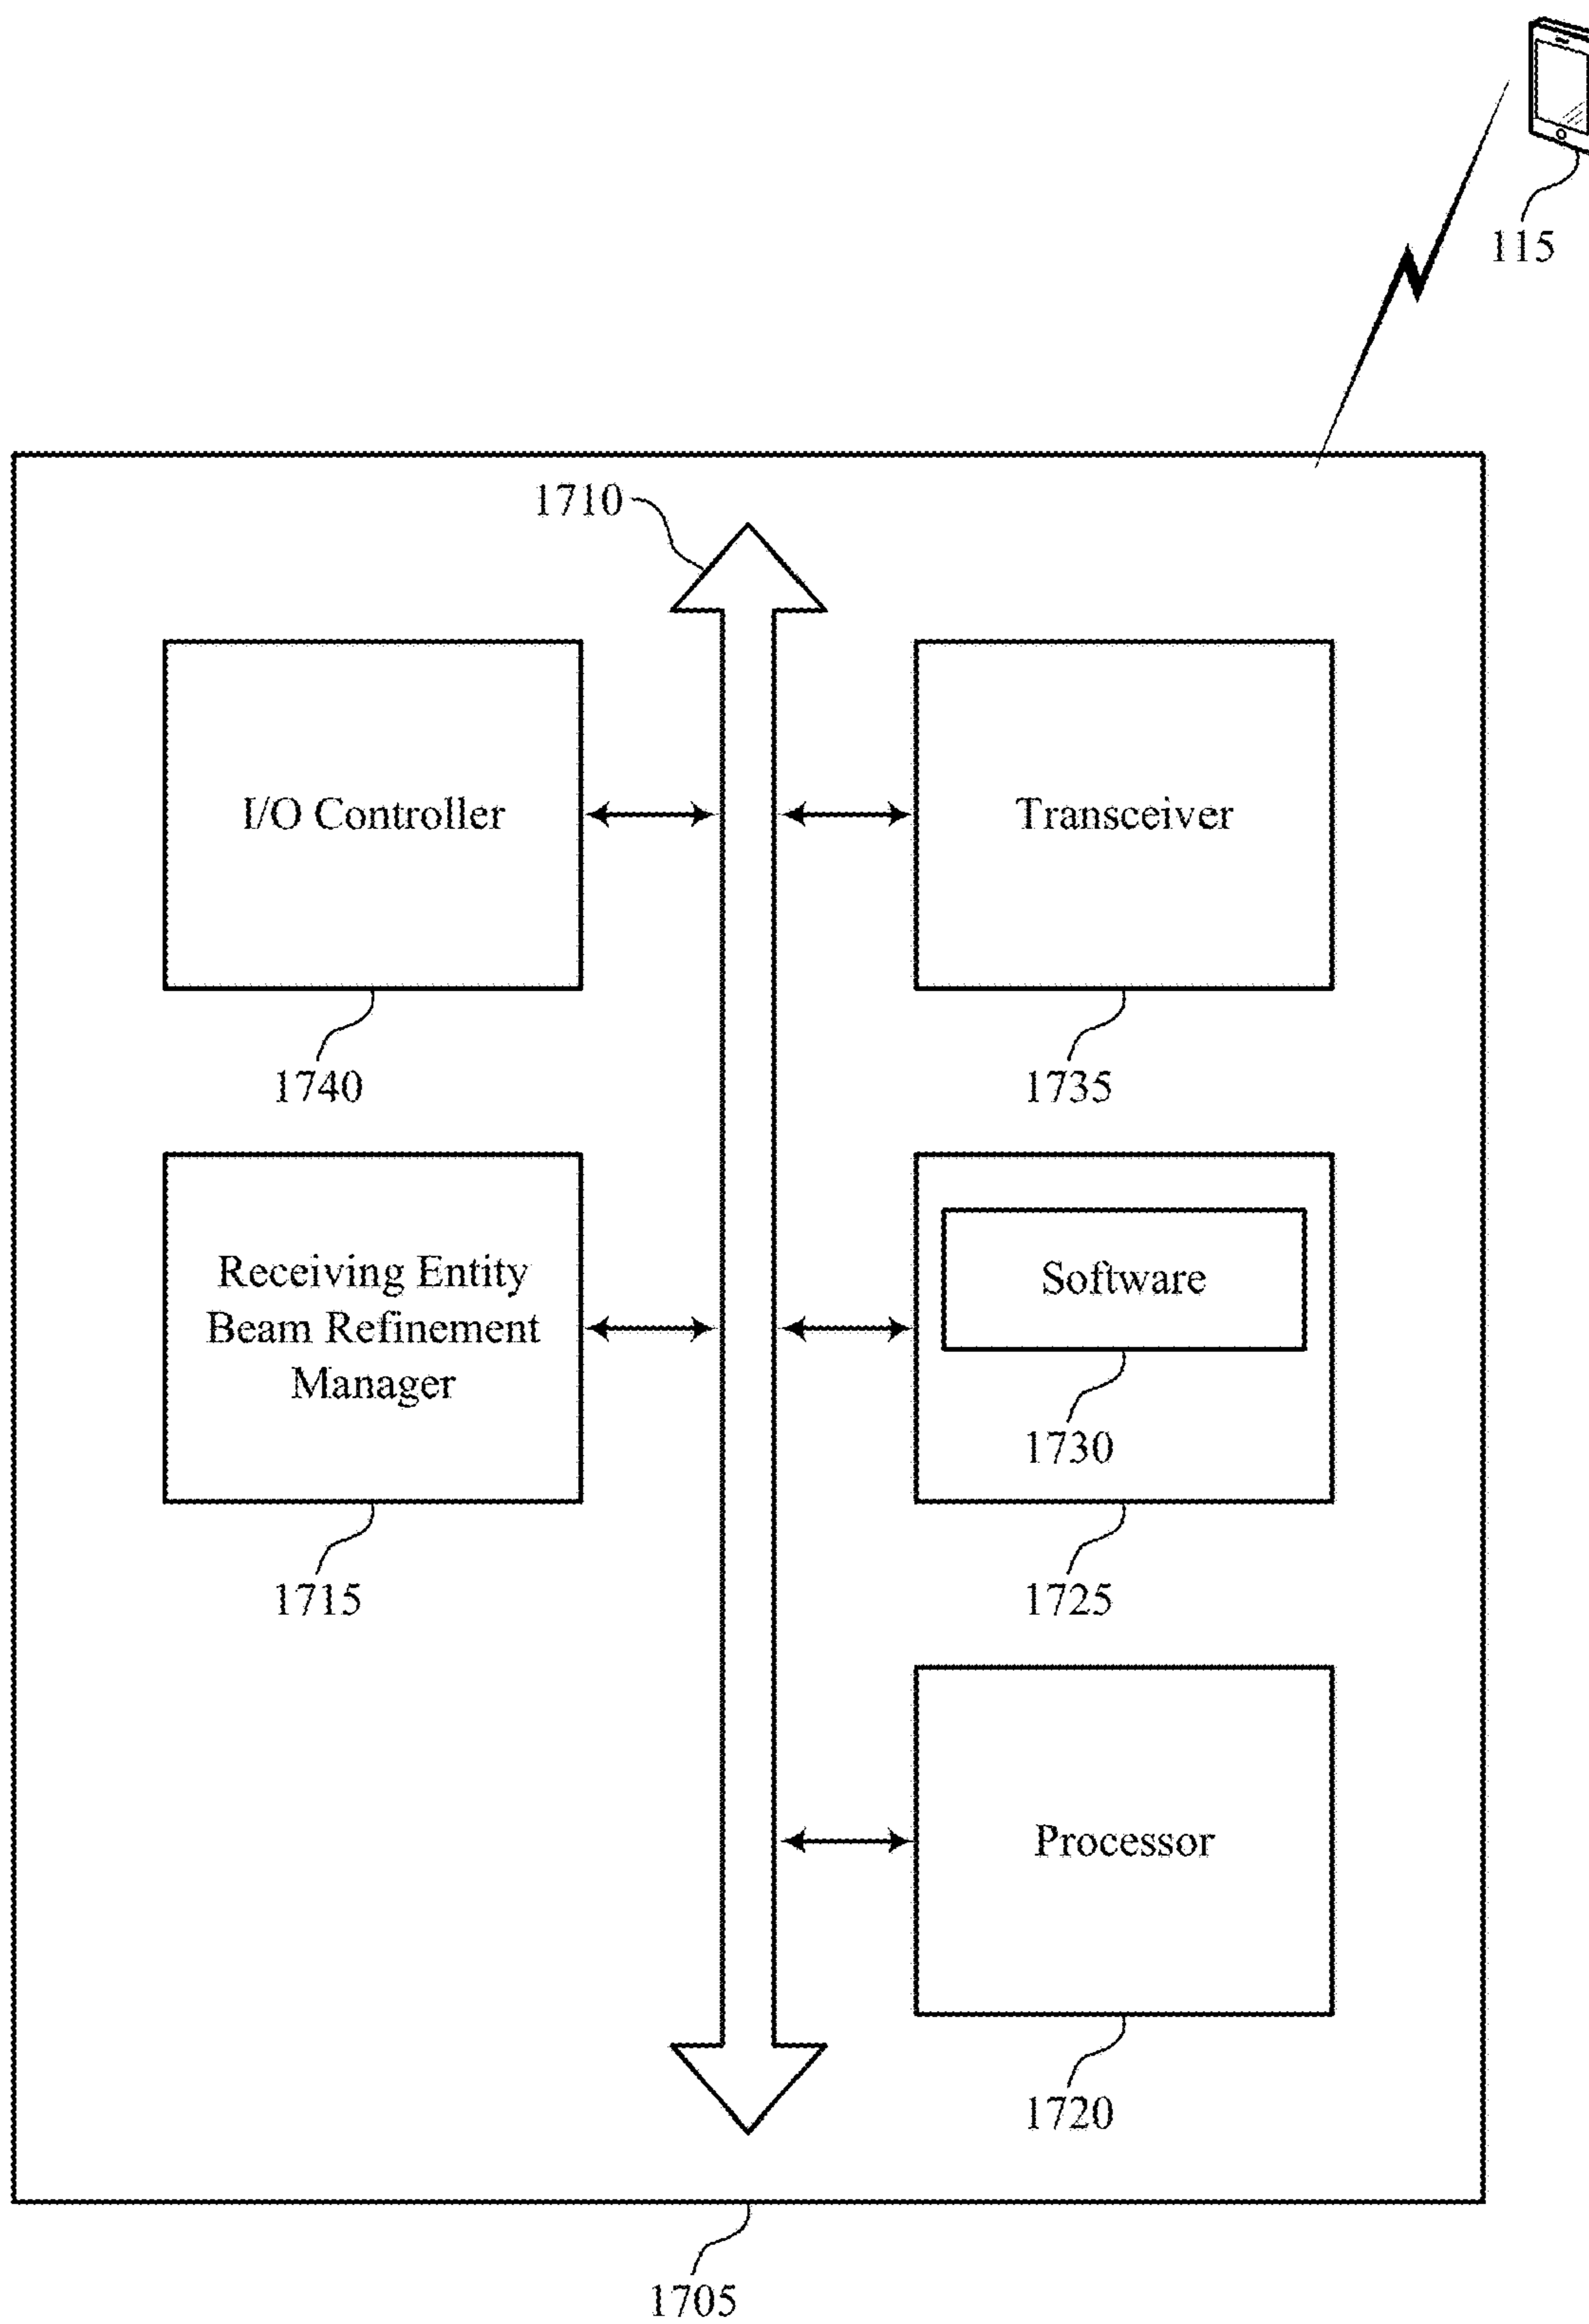 115
1710
I/O Controller
Transceiver
1740
1735
Receiving Entity
Beam Refinement
Manager
Software
1730
1715
1725
Processor
1720
1705